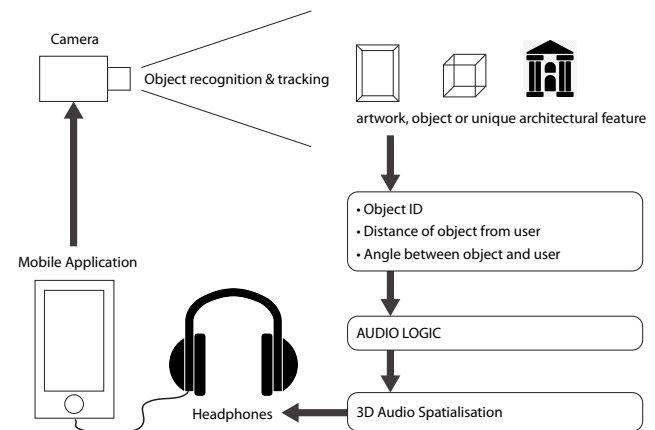 Camera
Object recognition & tracking
artwork, object or unique architectural feature
• Object ID
• Distance of object from user
• Angle between object and user
Mobile Application
AUDIO LOGIC
Headphones
3D Audio Spatialisation